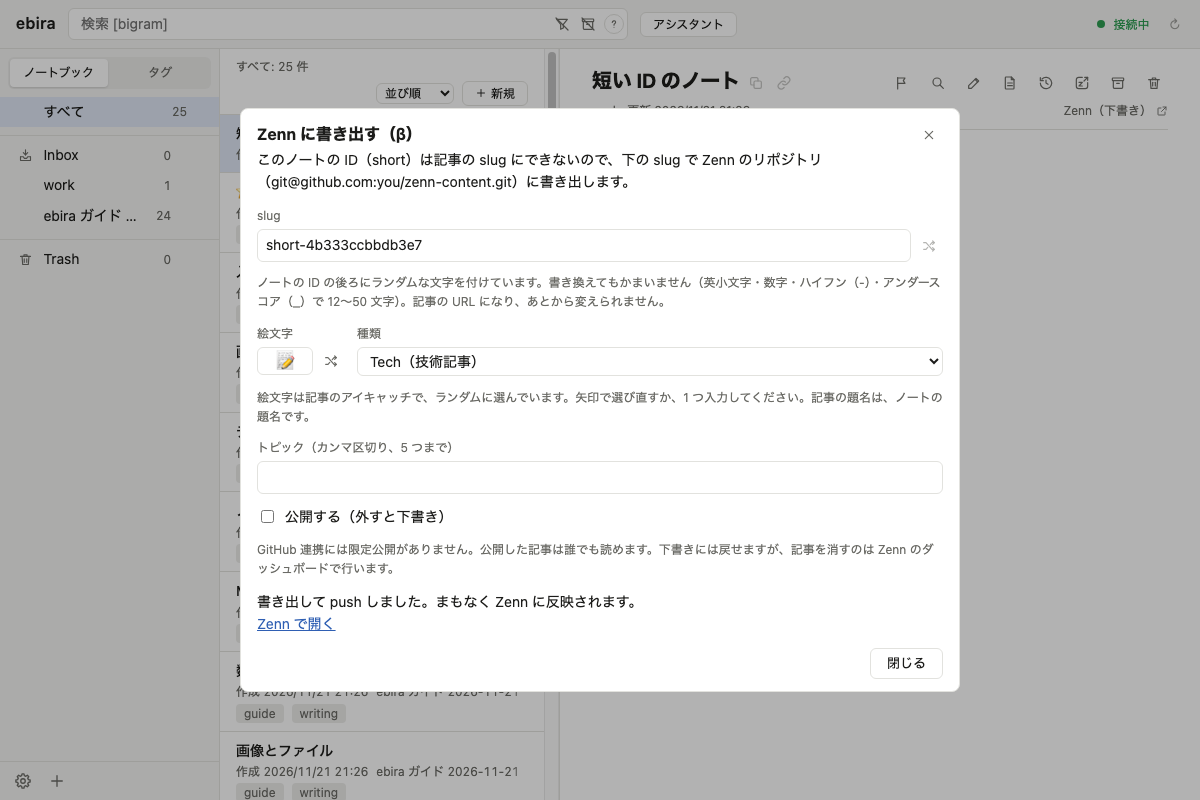 ebira
検索 [bigram]
?
アシスタント
接続中
ノートブック
タグ
すべて
25
Inbox
0
work
1
ebira ガイド ...
24
Trash
0
すべて: 25 件
並び順
新規
短い ID のノート
Zenn（下書き）
Zenn に書き出す（β）
このノートの ID（short）は記事の slug にできないので、下の slug で Zenn のリポジトリ
（git@github.com:you/zenn-content.git）に書き出します。
slug
short-4b333ccbbdb3e7
ノートの ID の後ろにランダムな文字を付けています。書き換えてもかまいません（英小文字・数字・ハイフン（-）・アンダース
コア（_）で 12〜50 文字）。記事の URL になり、あとから変えられません。
絵文字
種類
Tech（技術記事）
絵文字は記事のアイキャッチで、ランダムに選んでいます。矢印で選び直すか、1 つ入力してください。記事の題名は、ノートの
題名です。
トピック（カンマ区切り、5 つまで）
公開する（外すと下書き）
GitHub 連携には限定公開がありません。公開した記事は誰でも読めます。下書きには戻せますが、記事を消すのは Zenn のダ
ッシュボードで行います。
書き出して push しました。まもなく Zenn に反映されます。
Zenn で開く
閉じる
作成 2026/11/21 21:26 ebira ガイド 2026-11-21
guide
writing
画像とファイル
作成 2026/11/21 21:26 ebira ガイド 2026-11-21
guide
writing